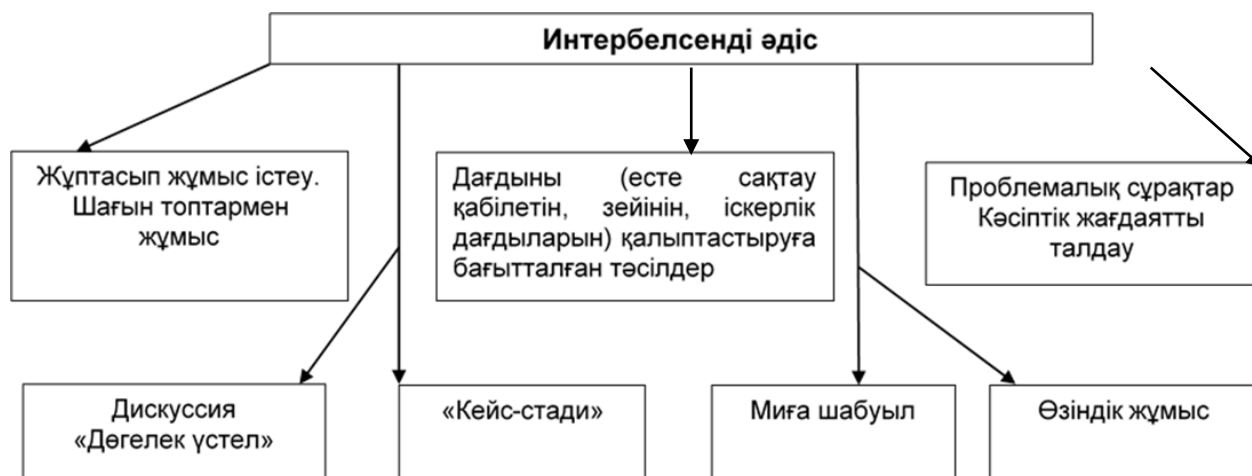 Интербелсенді әдіс
Жұптасып жұмыс істеу.
Шағын топтармен
жұмыс
Дағдыны (есте сақтау
қабілетін, зейінін, іскерлік
дағдыларын) қалыптастыруға
бағытталған тәсілдер
Проблемалық сұрақтар
Кәсіптік жағдаятты
талдау
Дискуссия
«Дөгелек үстел»
«Кейс-стади»
Миға шабуыл
Өзіндік жұмыс